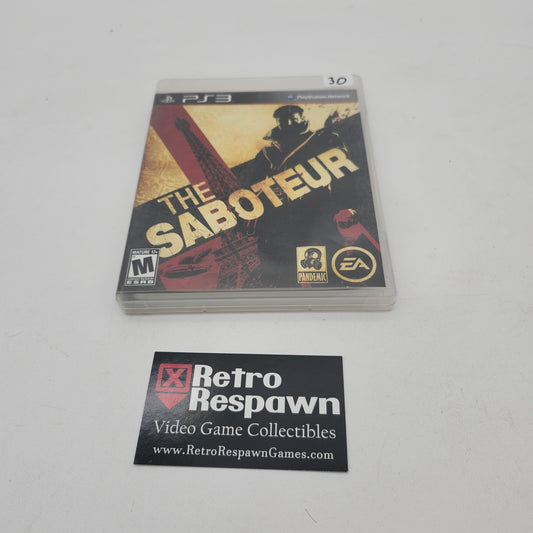 30
PS3 PlayStation Network
THE
SABOTEUR
MATURE 17+
M
ESRB
PANDEMIC
EA
X Retro
Respawn
Video Game Collectibles
www.RetroRespawnGames.com